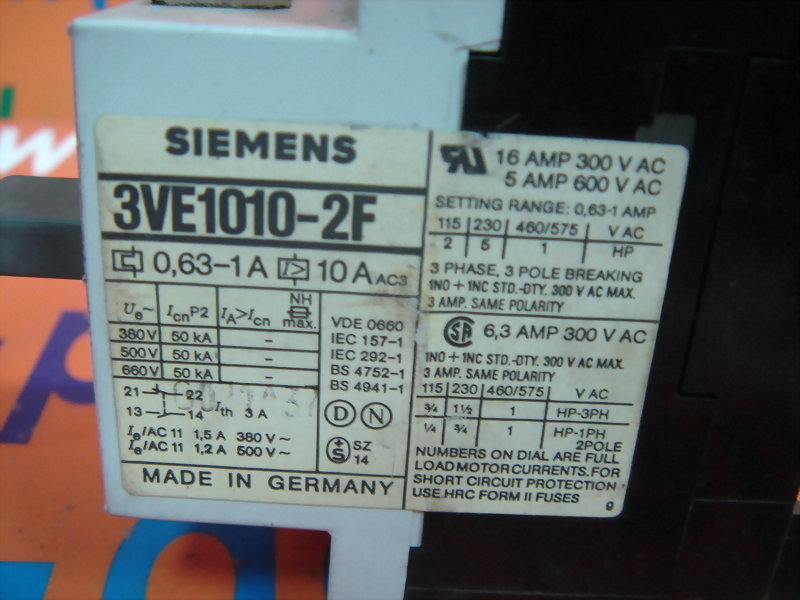 SIEMENS
3VE1010-2F
0,63-1A I> 10A AC3
Ue~ IcnP2 IA>Icn NH max.
380V 50 kA -
500V 50 kA -
660V 50 kA -
VDE 0660
IEC 157-1
IEC 292-1
BS 4752-1
BS 4941-1
21 22
13 14 Ith 3 A
Ie/AC 11 1,5 A 380 V~
Ie/AC 11 1,2 A 500 V~
D N
+S SZ 14
MADE IN GERMANY
16 AMP 300 V AC
5 AMP 600 V AC
SETTING RANGE: 0,63-1 AMP
115 230 460/575 V AC
2 5 1 HP
3 PHASE, 3 POLE BREAKING
1NO + 1NC STD.-DTY. 300 V AC MAX.
3 AMP. SAME POLARITY
SA 6,3 AMP 300 V AC
1NO + 1NC STD.-DTY. 300 V AC MAX.
3 AMP. SAME POLARITY
115 230 460/575 V AC
3/4 1 1/2 1 HP-3PH
1/4 3/4 1 HP-1PH
2POLE
NUMBERS ON DIAL ARE FULL
LOAD MOTOR CURRENTS. FOR
SHORT CIRCUIT PROTECTION
USE HRC FORM II FUSES
g